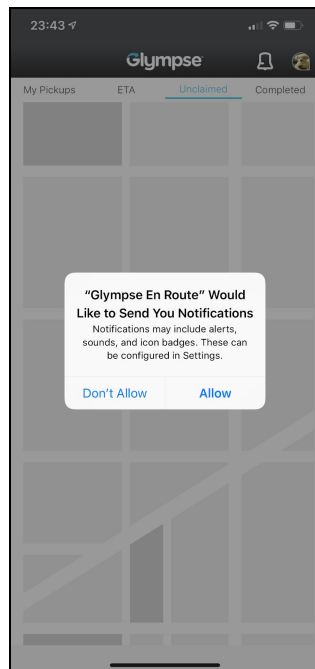 23:43
Glympse
My Pickups ETA Unclaimed Completed
“Glympse En Route” Would
Like to Send You Notifications
Notifications may include alerts,
sounds, and icon badges. These can
be configured in Settings.
Don’t Allow Allow